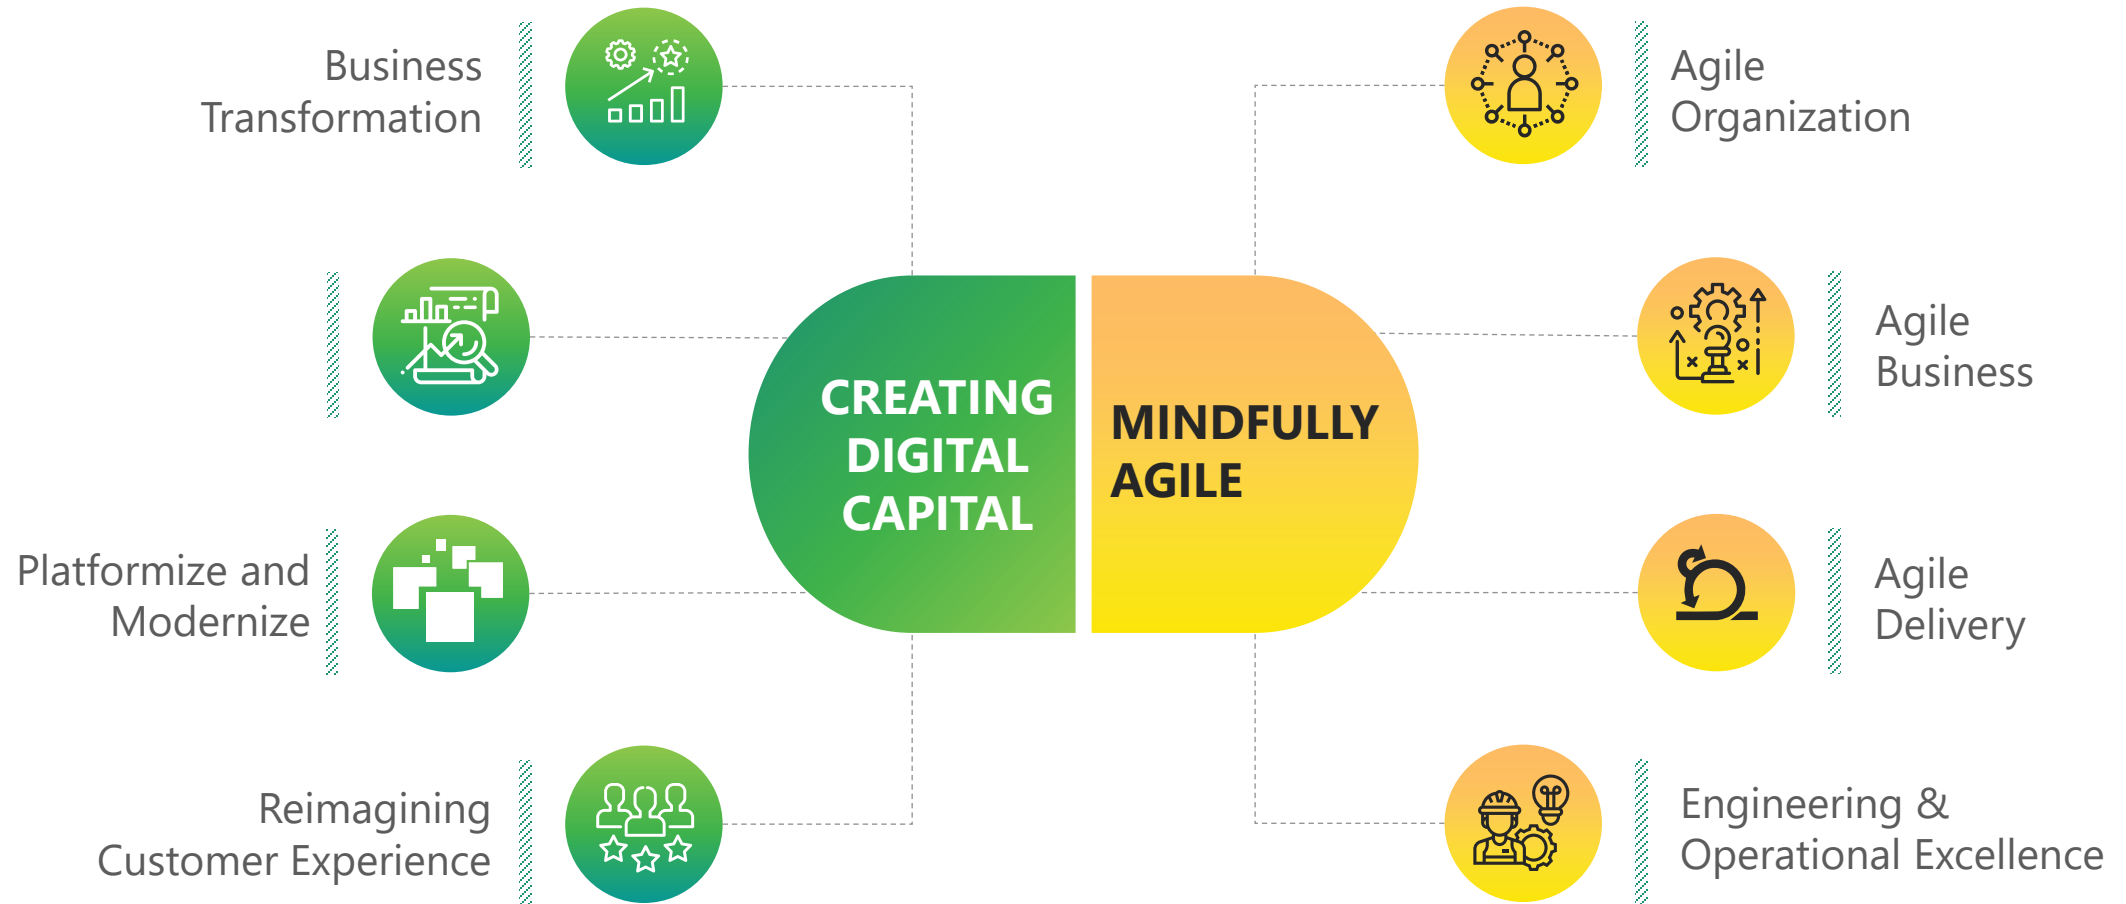 Business
Transformation
Platformize and
Modernize
Reimagining
Customer Experience
CREATING
DIGITAL
CAPITAL
MINDFULLY
AGILE
Agile
Organization
Agile
Business
Agile
Delivery
Engineering &
Operational Excellence